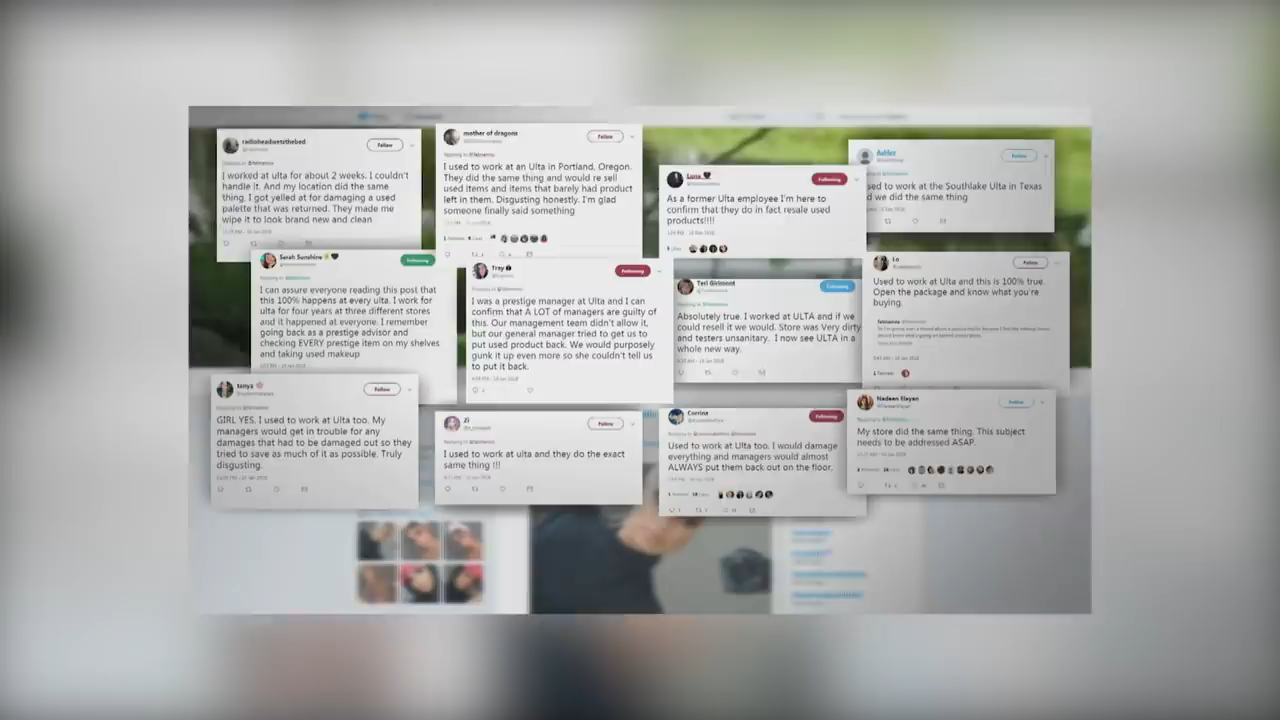 radioheadwetsthebed
Follow
I worked at ulta for about 2 weeks. I couldn't
handle it. And my location did the same
thing. I got yelled at for damaging a used
palette that was returned. They made me
wipe it to look brand new and clean
mother of dragons
Follow
I used to work at an Ulta in Portland, Oregon.
They did the same thing and would re sell
used items and items that barely had product
left in them. Disgusting honestly. I'm glad
someone finally said something
Luna
Following
As a former Ulta employee I'm here to
confirm that they do in fact resale used
products!!!!
Ashlee
Follow
sed to work at the Southlake Ulta in Texas
d we did the same thing
Sarah Sunshine
Following
I can assure everyone reading this post that
this 100% happens at every ulta. I work for
ulta for four years at three different stores
and it happened at everyone. I remember
going back as a prestige advisor and
checking EVERY prestige item on my shelves
and taking used makeup
Tray
Following
I was a prestige manager at Ulta and I can
confirm that A LOT of managers are guilty of
this. Our management team didn't allow it,
but our general manager tried to get us to
put used product back. We would purposely
gunk it up even more so she couldn't tell us
to put it back.
Teri Girlmont
Following
Absolutely true. I worked at ULTA and if we
could resell it we would. Store was Very dirty
and testers unsanitary. I now see ULTA in a
whole new way.
Lo
Follow
Used to work at Ulta and this is 100% true.
Open the package and know what you're
buying.
tanya
Follow
GIRL YES. I used to work at Ulta too. My
managers would get in trouble for any
damages that had to be damaged out so they
tried to save as much of it as possible. Truly
disgusting.
Zi
Follow
I used to work at ulta and they do the exact
same thing !!!
Corrina
Following
Used to work at Ulta too. I would damage
everything and managers would almost
ALWAYS put them back out on the floor.
Nadeen Elayan
Follow
My store did the same thing. This subject
needs to be addressed ASAP.